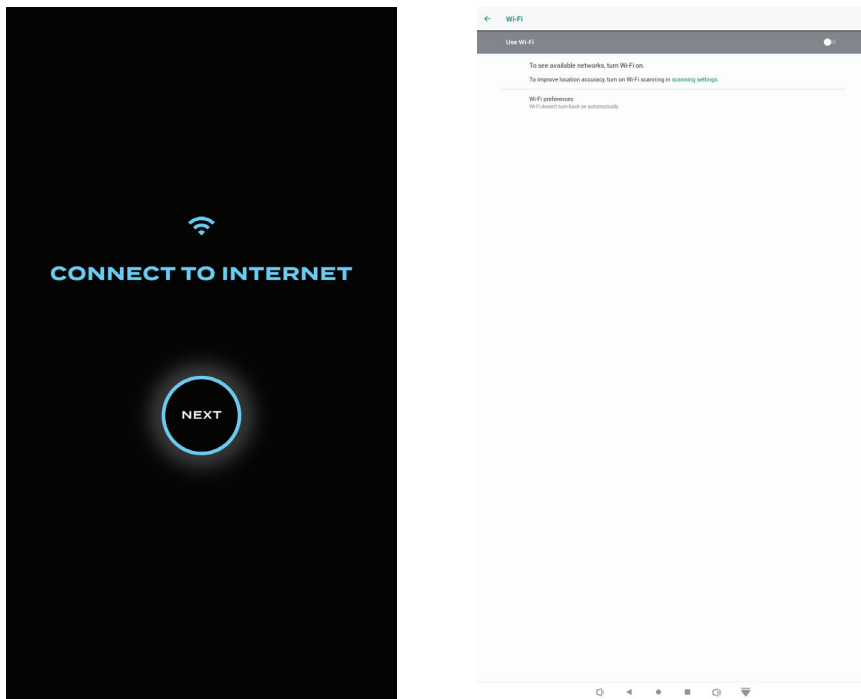 CONNECT TO INTERNET
NEXT
Wi-Fi
Use Wi-Fi
To see available networks, turn Wi-Fi on.
To improve location accuracy, turn on Wi-Fi scanning in scanning settings.
Wi-Fi preferences
Wi-Fi doesn't turn back on automatically